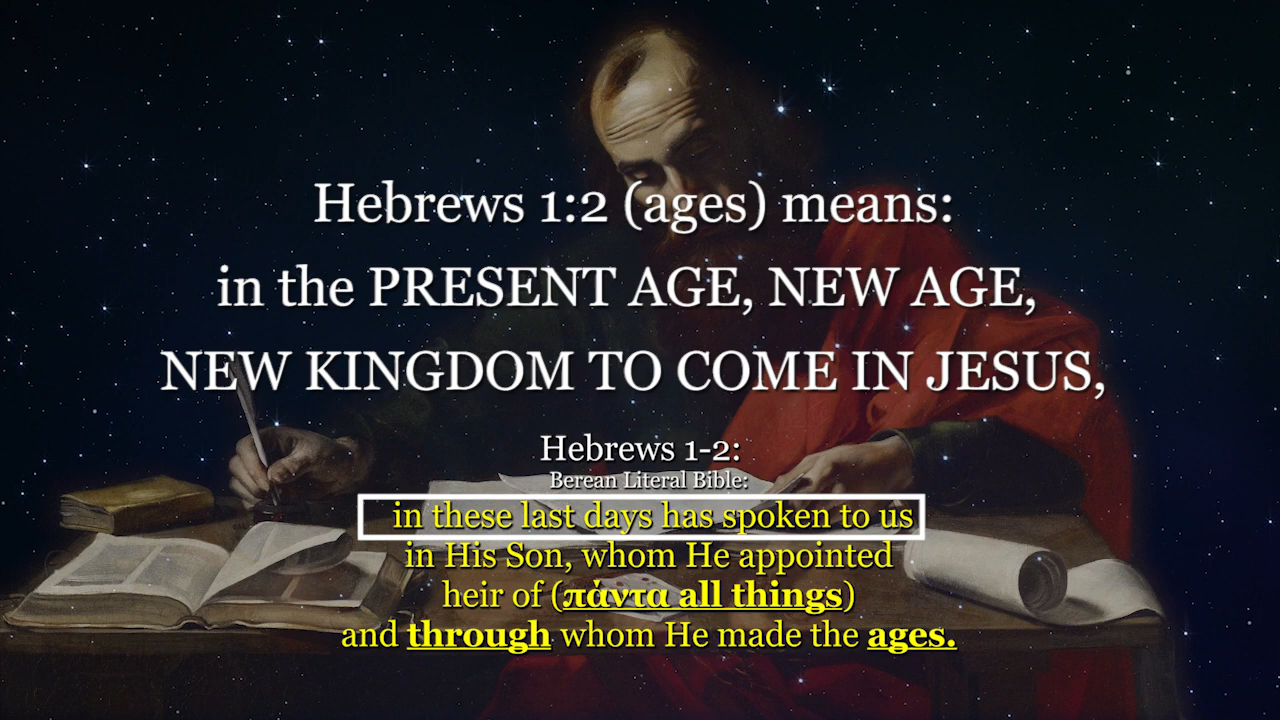 Hebrews 1:2 (ages) means:
in the PRESENT AGE, NEW AGE,
NEW KINGDOM TO COME IN JESUS,
Hebrews 1-2:
Berean Literal Bible:
in these last days has spoken to us
in His Son, whom He appointed
heir of (πάντα all things)
and through whom He made the ages.